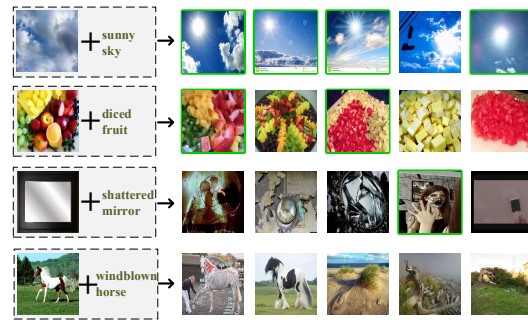 sunny
sky
diced
fruit
shattered
mirror
windblown
horse